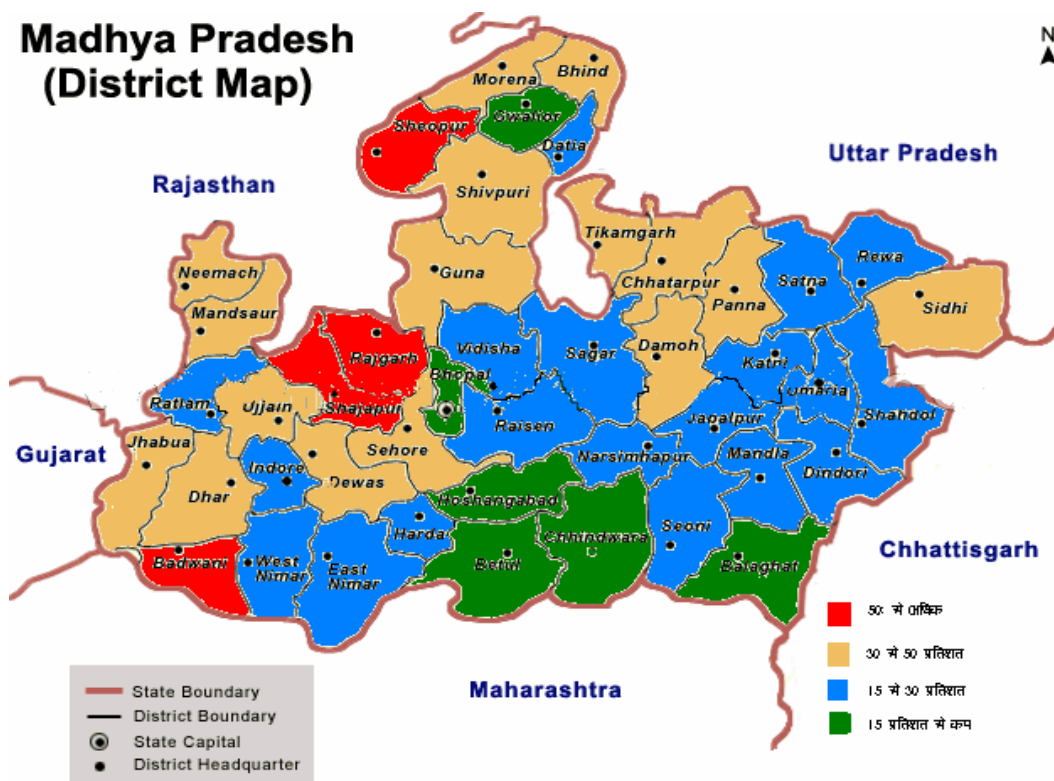 Madhya Pradesh
(District Map)
N
Morena
Bhind
Gwalior
Sheopur
Datia
Uttar Pradesh
Rajasthan
Shivpuri
Tikamgarh
Rewa
Neemach
Guna
Chhatarpur
Satna
Panna
Sidhi
Mandsaur
Rajgarh
Vidisha
Sagar
Damoh
Katri
Bhopal
Umaria
Ratlam
Ujjain
Shajapur
Raisen
Jabalpur
Shahdol
Gujarat
Jhabua
Sehore
Narsimhapur
Mandla
Indore
Dewas
Dindori
Dhar
Hoshangabad
Harda
Chhindwara
Seoni
Badwani
West
Nimar
East
Nimar
Betul
Balaghat
Chhattisgarh
50% से अधिक
30 से 50 प्रतिशत
15 से 30 प्रतिशत
15 प्रतिशत से कम
Maharashtra
State Boundary
District Boundary
State Capital
District Headquarter